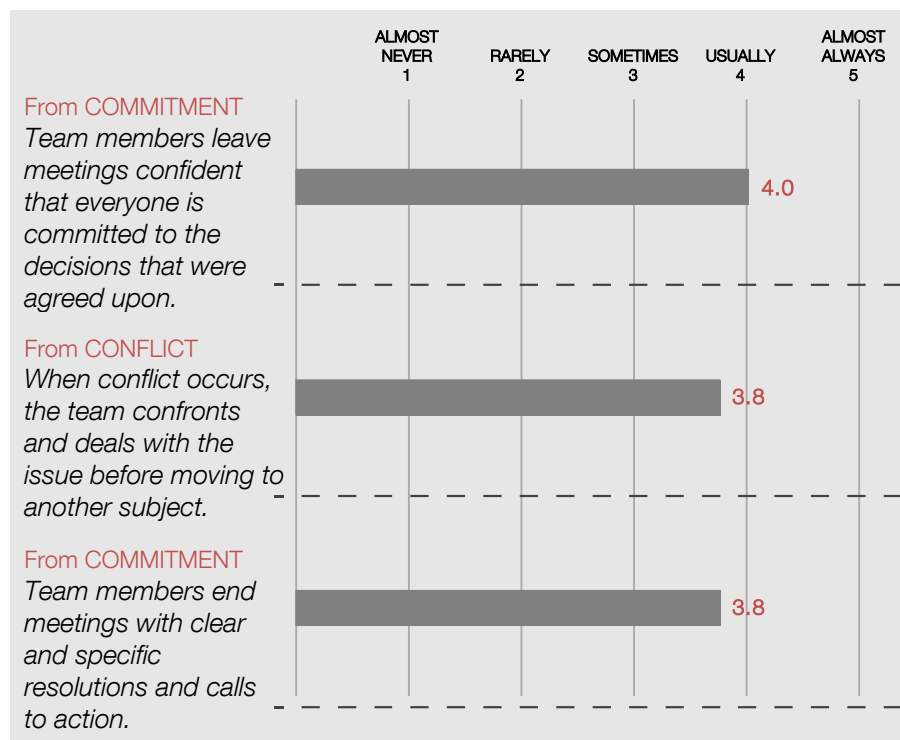 ALMOST NEVER 1
RARELY 2
SOMETIMES 3
USUALLY 4
ALMOST ALWAYS 5
From COMMITMENT
Team members leave
meetings confident
that everyone is
committed to the
decisions that were
agreed upon.
4.0
From CONFLICT
When conflict occurs,
the team confronts
and deals with the
issue before moving to
another subject.
3.8
From COMMITMENT
Team members end
meetings with clear
and specific
resolutions and calls
to action.
3.8